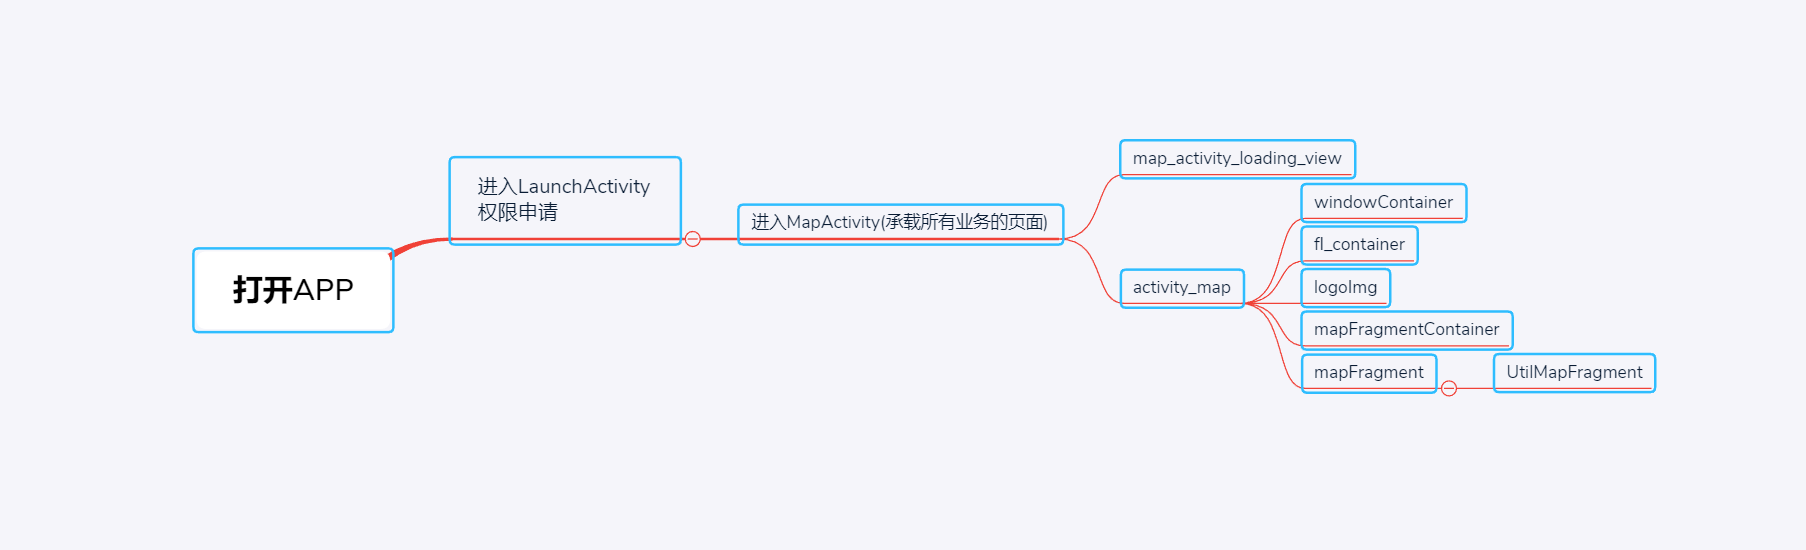 打开APP
进入LaunchActivity
权限申请
进入MapActivity(承载所有业务的页面)
map_activity_loading_view
activity_map
windowContainer
fl_container
logoImg
mapFragmentContainer
mapFragment
UtilMapFragment